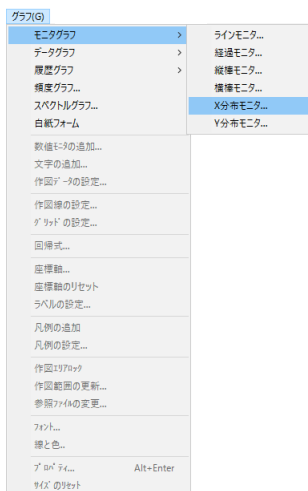 グラフ(G)
モニタグラフ >
データグラフ >
履歴グラフ >
頻度グラフ...
スペクトルグラフ...
白紙フォーム
数値ﾓﾆﾀの追加...
文字の追加...
作図ﾃﾞｰﾀの設定...
作図線の設定...
ｸﾞﾘｯﾄﾞの設定...
回帰式...
座標軸...
座標軸のリセット
ラベルの設定...
凡例の追加
凡例の設定...
作図ｴﾘｱﾛｯｸ
作図範囲の更新...
参照ﾌｧｲﾙの変更...
ﾌｫﾝﾄ...
線と色..
ﾌﾟﾛﾊﾟﾃｨ... Alt+Enter
ｻｲｽﾞのﾘｾｯﾄ
ラインモニタ...
経過モニタ...
縦棒モニタ...
横棒モニタ...
X分布モニタ...
Y分布モニタ...